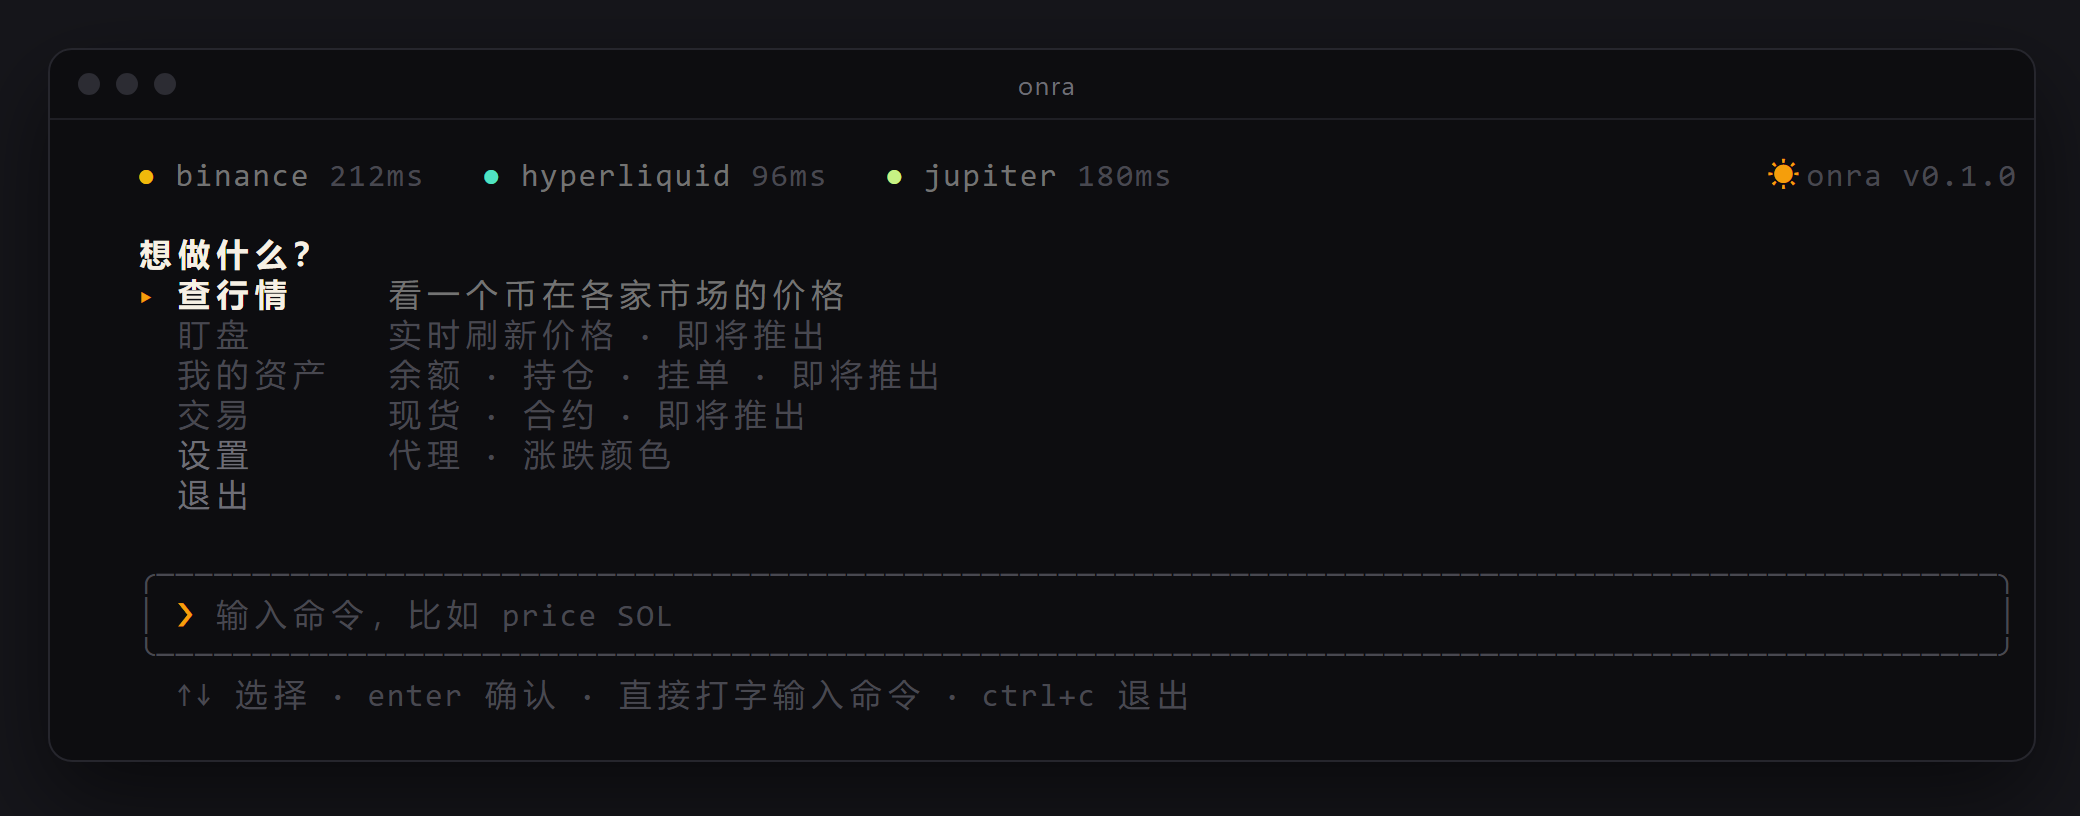 onra
● binance 212ms ● hyperliquid 96ms ● jupiter 180ms ☀ onra v0.1.0
想做什么?
▸ 查行情 看一个币在各家市场的价格
盯盘 实时刷新价格 · 即将推出
我的资产 余额 · 持仓 · 挂单 · 即将推出
交易 现货 · 合约 · 即将推出
设置 代理 · 涨跌颜色
退出
❯ 输入命令, 比如 price SOL
↑↓ 选择 · enter 确认 · 直接打字输入命令 · ctrl+c 退出